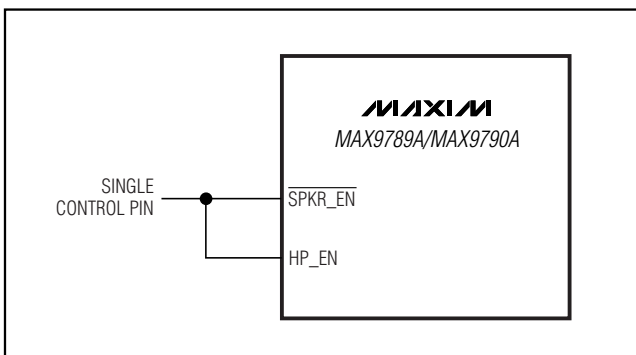 MAXIM
MAX9789A/MAX9790A
SINGLE
CONTROL PIN
SPKR_EN
HP_EN